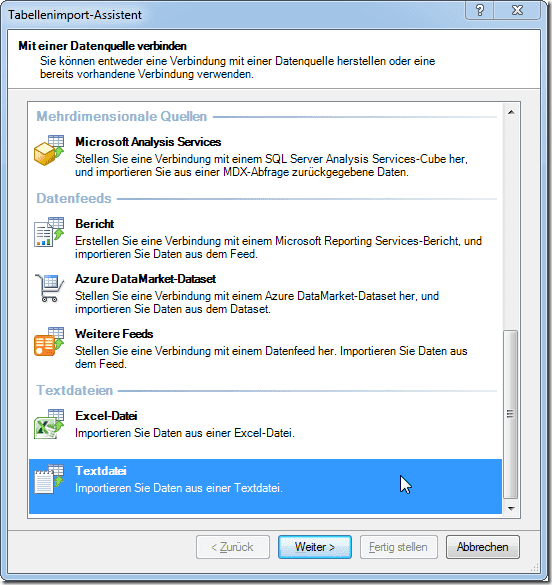 Tabellenimport-Assistent
Mit einer Datenquelle verbinden
Sie können entweder eine Verbindung mit einer Datenquelle herstellen oder eine
bereits vorhandene Verbindung verwenden.
Mehrdimensionale Quellen
Microsoft Analysis Services
Stellen Sie eine Verbindung mit einem SQL Server Analysis Services-Cube her,
und importieren Sie aus einer MDX-Abfrage zurückgegebene Daten.
Datenfeeds
Bericht
Erstellen Sie eine Verbindung mit einem Microsoft Reporting Services-Bericht, und
importieren Sie Daten aus dem Feed.
Azure DataMarket-Dataset
Stellen Sie eine Verbindung mit einem Azure DataMarket-Dataset her, und
importieren Sie Daten aus dem Dataset.
Weitere Feeds
Stellen Sie eine Verbindung mit einem Datenfeed her. Importieren Sie Daten aus
dem Feed.
Textdateien
Excel-Datei
Importieren Sie Daten aus einer Excel-Datei.
Textdatei
Importieren Sie Daten aus einer Textdatei.
< Zurück Weiter > Fertig stellen Abbrechen